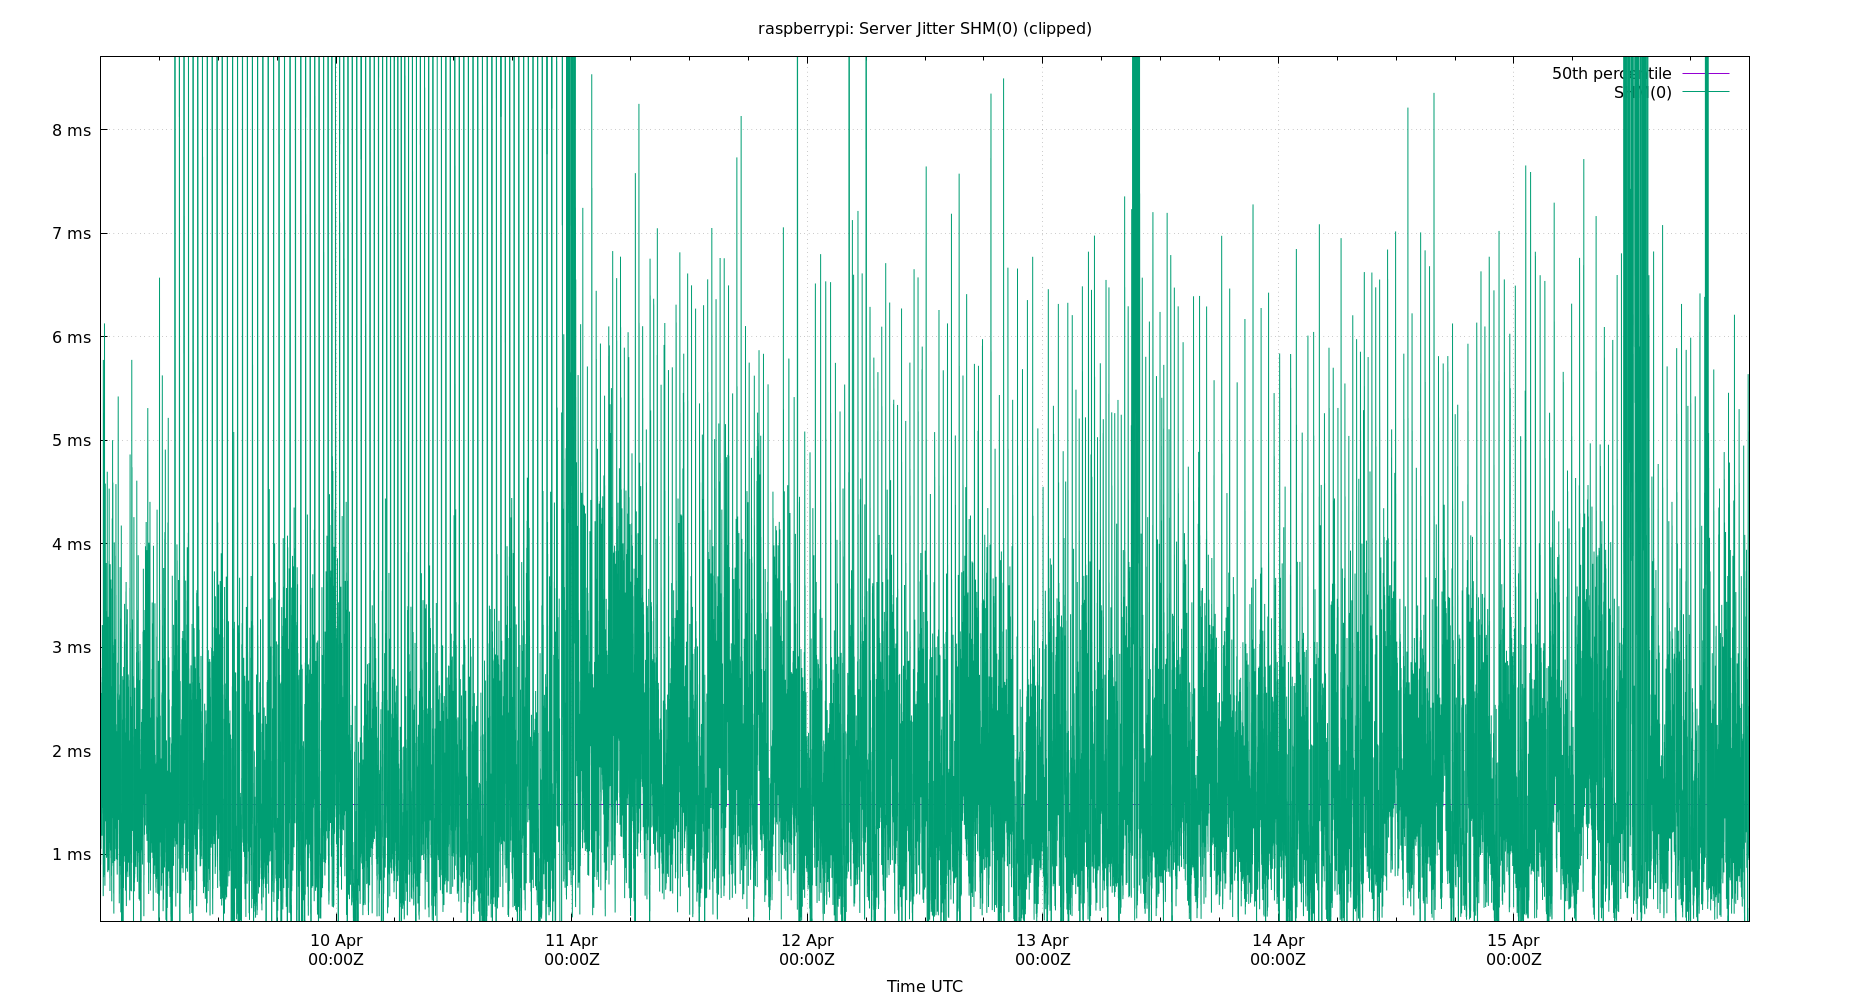 raspberrypi: Server Jitter SHM(0) (clipped)
50th percentile
SHM(0)
8 ms
7 ms
6 ms
5 ms
4 ms
3 ms
2 ms
1 ms
10 Apr 11 Apr 12 Apr 13 Apr 14 Apr 15 Apr
00:00Z 00:00Z 00:00Z 00:00Z 00:00Z 00:00Z
Time UTC